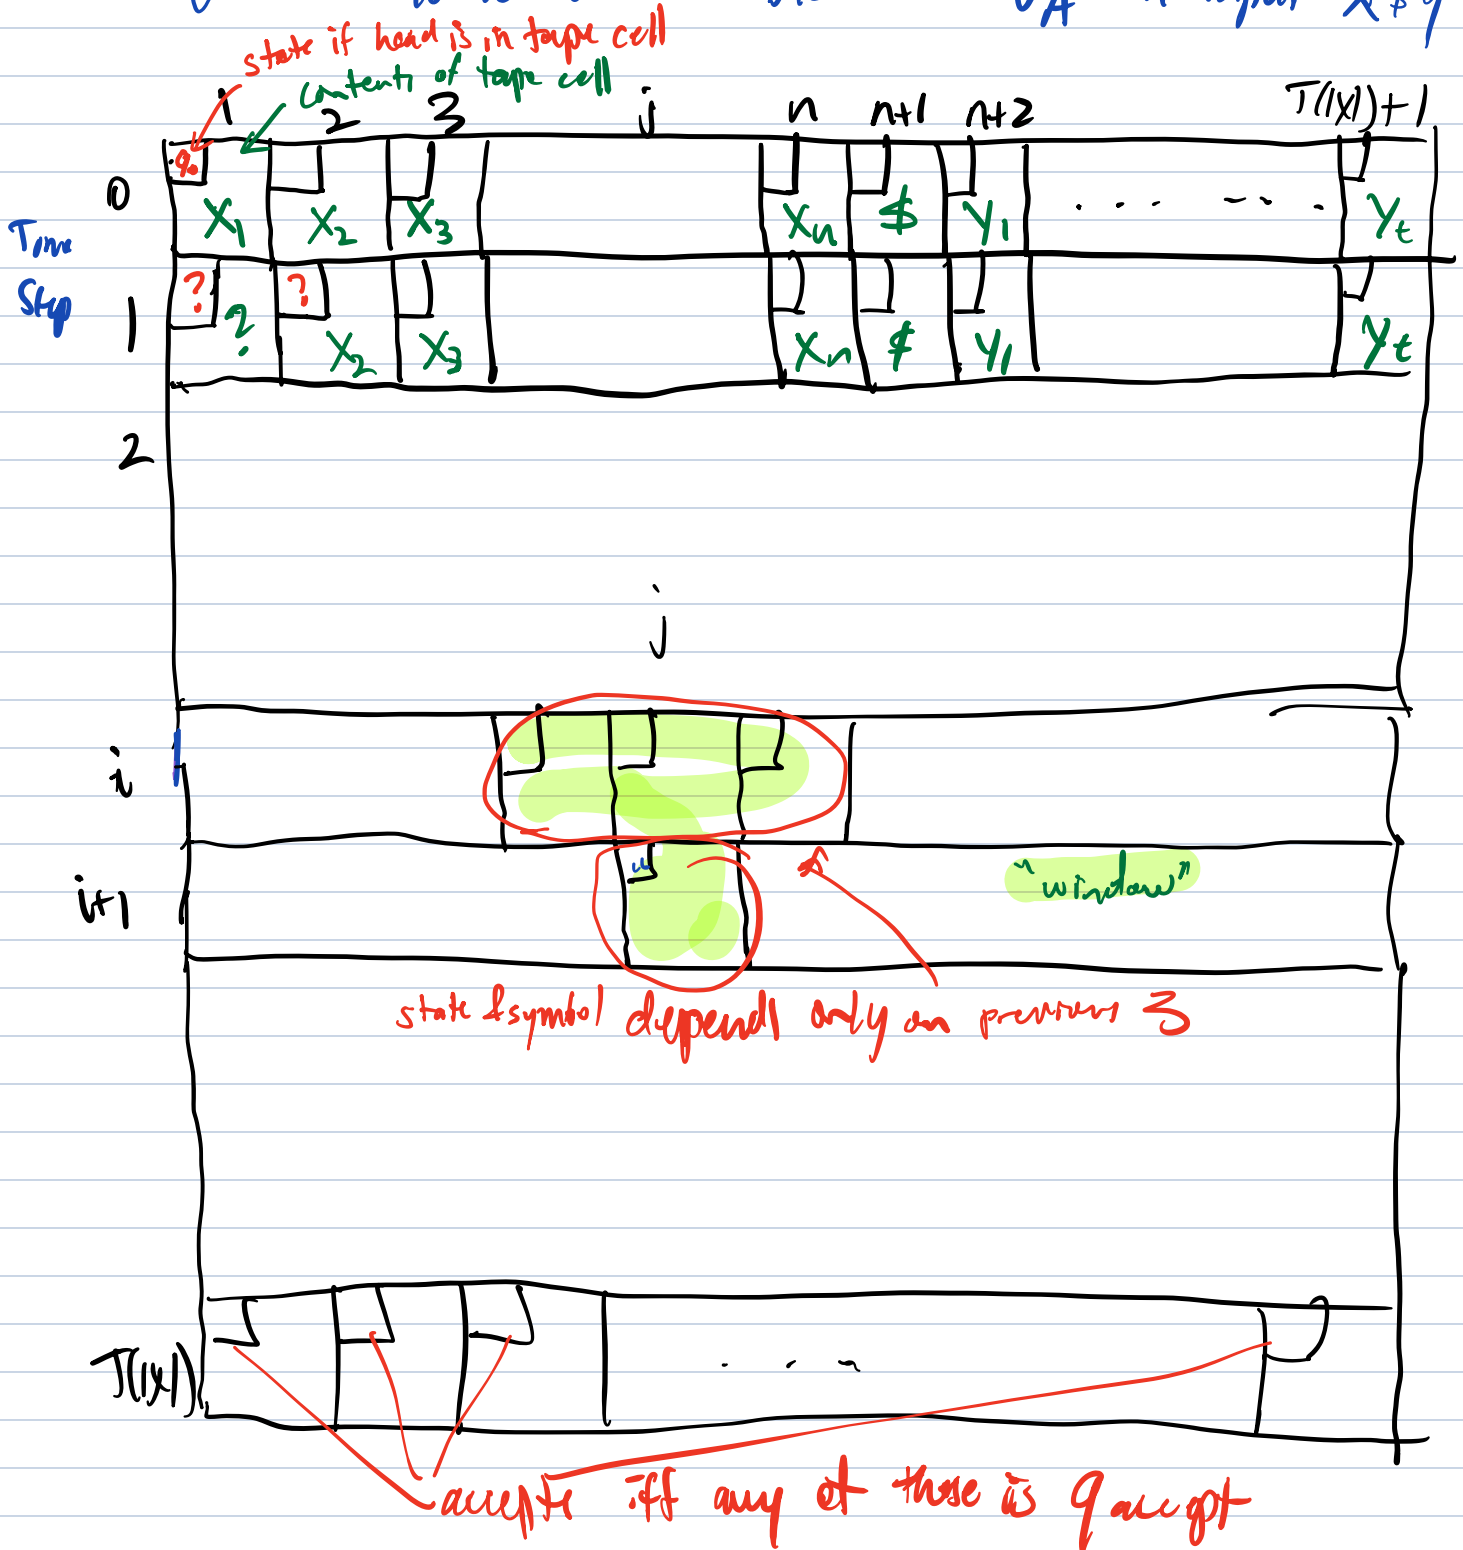 X$y
state if head is in tape cell
contents of tape cell
1 2 3 j n n+1 n+2 T(|x|)+1
Time
Step
0 q₀ X₁ X₂ X₃ Xₙ $ y₁ . . . - - - . yₜ
1 ? ? ? X₂ X₃ Xₙ $ y₁ yₜ
2
j
i
i+1 "window"
state & symbol depends only on previous 3
T(|x|) . . .
accepts iff any of these is q accept